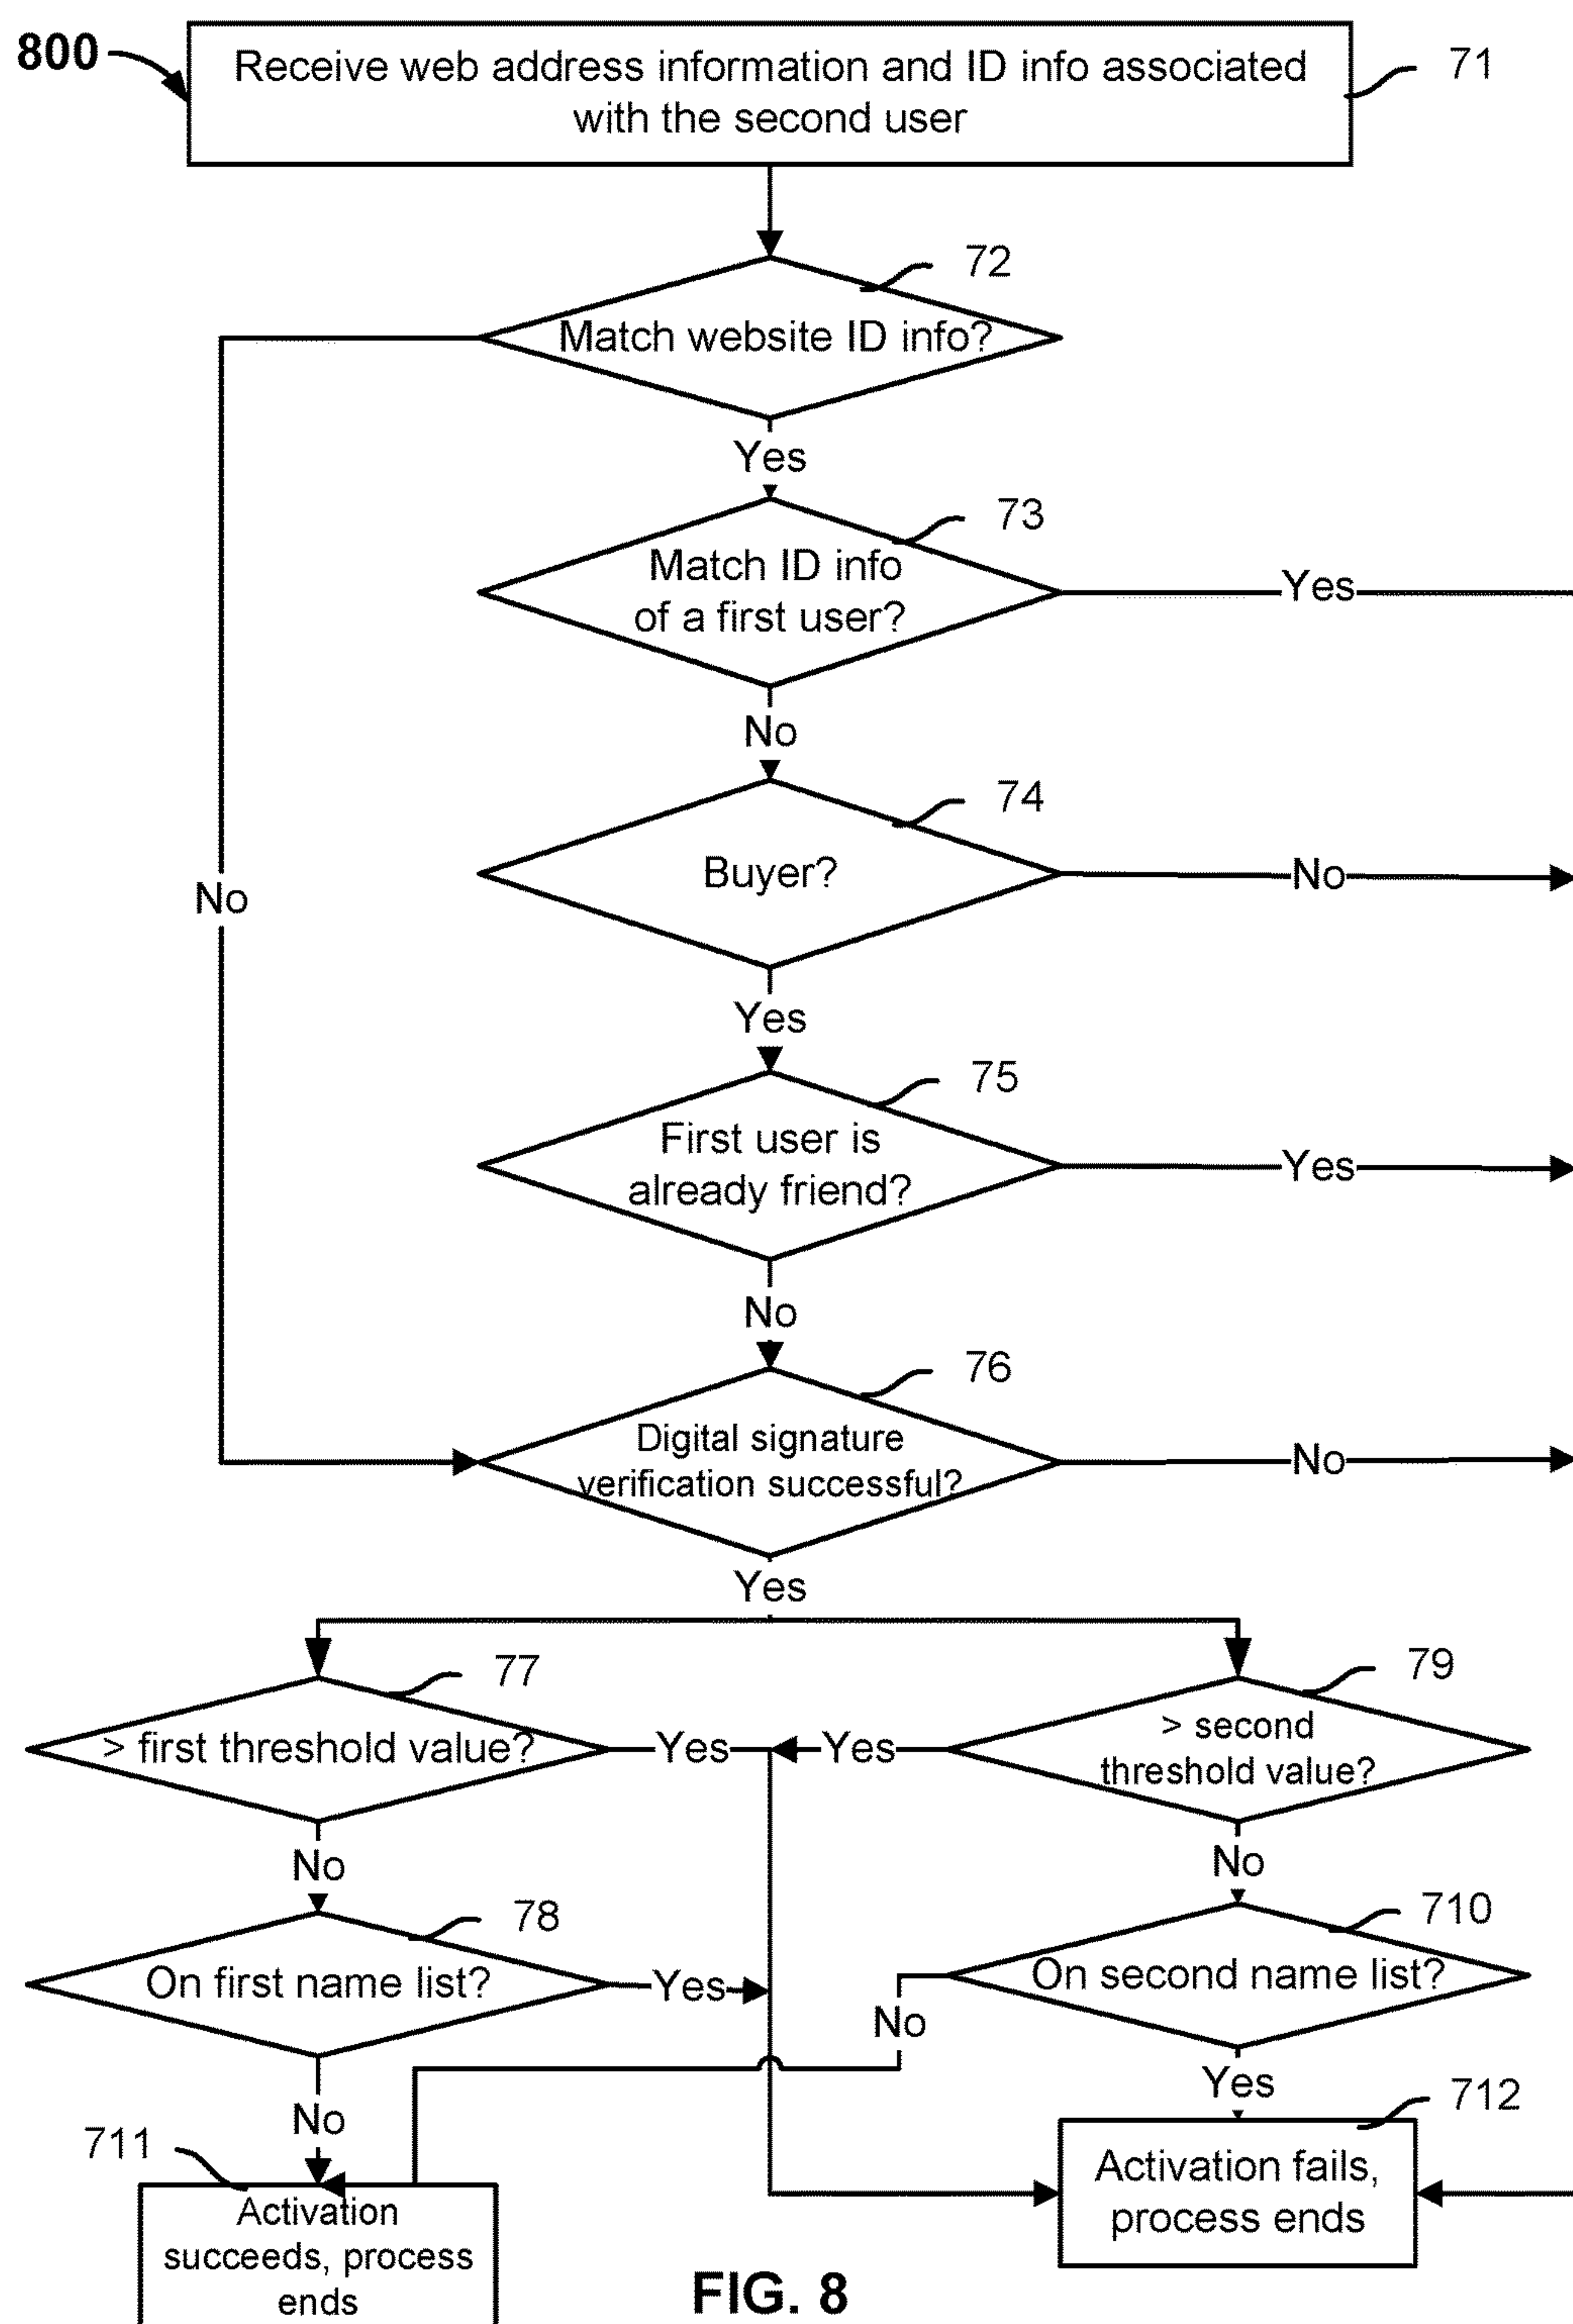 800
Receive web address information and ID info associated
with the second user
71
72
Match website ID info?
Yes
73
Match ID info
of a first user?
Yes
No
74
Buyer?
No
No
Yes
75
First user is
already friend?
Yes
No
76
Digital signature
verification successful?
No
Yes
77
79
> first threshold value?
Yes
Yes
> second
threshold value?
No
No
78
710
On first name list?
Yes
On second name list?
No
Yes
712
No
711
Activation fails,
process ends
Activation
succeeds, process
ends
FIG. 8